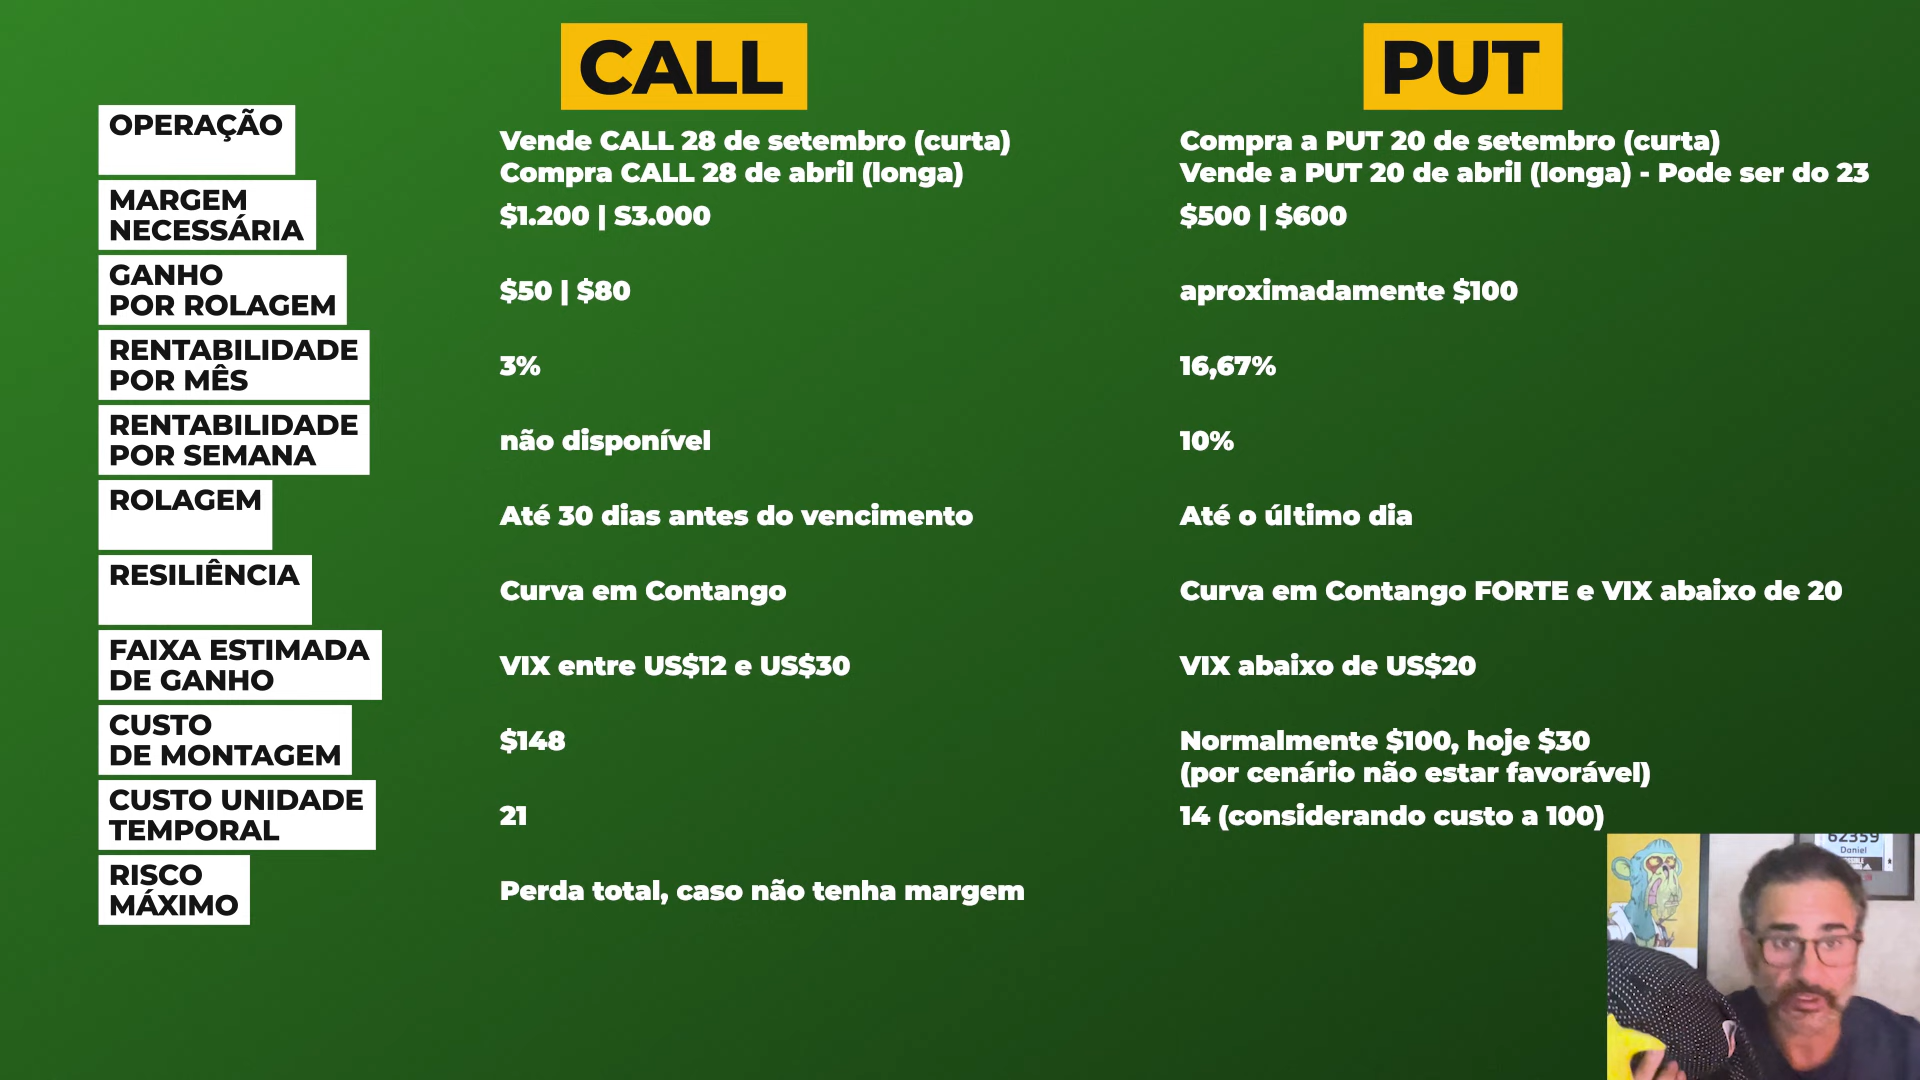 CALL
PUT
OPERAÇÃO
Vende CALL 28 de setembro (curta)
Compra CALL 28 de abril (longa)
Compra a PUT 20 de setembro (curta)
Vende a PUT 20 de abril (longa) - Pode ser do 23
MARGEM
NECESSÁRIA
$1.200 | S3.000
$500 | $600
GANHO
POR ROLAGEM
$50 | $80
aproximadamente $100
RENTABILIDADE
POR MÊS
3%
16,67%
RENTABILIDADE
POR SEMANA
não disponível
10%
ROLAGEM
Até 30 dias antes do vencimento
Até o último dia
RESILIÊNCIA
Curva em Contango
Curva em Contango FORTE e VIX abaixo de 20
FAIXA ESTIMADA
DE GANHO
VIX entre US$12 e US$30
VIX abaixo de US$20
CUSTO
DE MONTAGEM
$148
Normalmente $100, hoje $30
(por cenário não estar favorável)
CUSTO UNIDADE
TEMPORAL
21
14 (considerando custo a 100)
RISCO
MÁXIMO
Perda total, caso não tenha margem
62359
Daniel